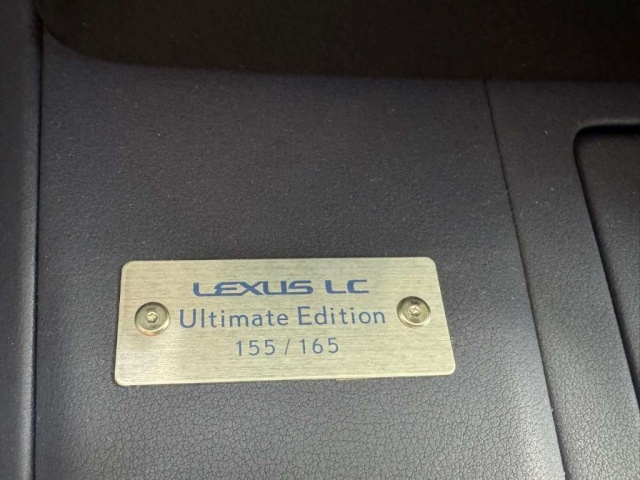 LEXUS LC
Ultimate Edition
155 / 165